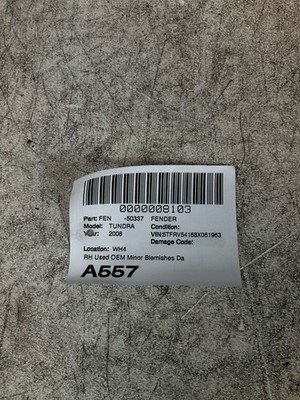 0000008103
Part: FEN -50337 FENDER
Model: TUNDRA Condition:
Year: 2008 VIN:5TFRV54168X061963
Damage Code:
Location: WH4
RH Used OEM Minor Blemishes Da
A557